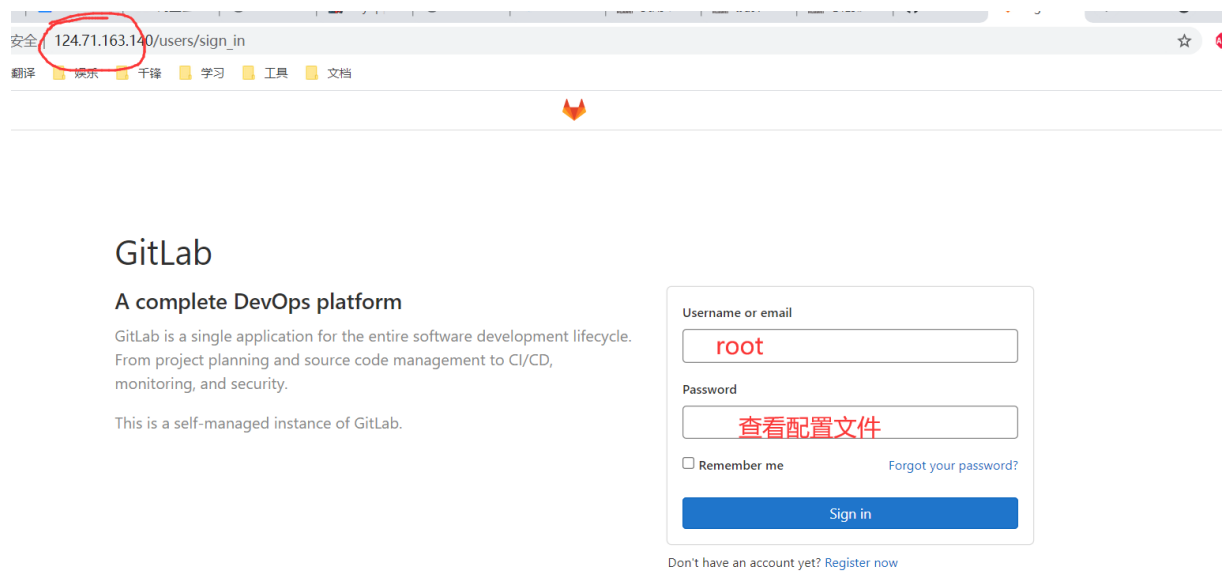 安全 124.71.163.140/users/sign_in
翻译 娱乐 千锋 学习 工具 文档
GitLab
A complete DevOps platform
GitLab is a single application for the entire software development lifecycle.
From project planning and source code management to CI/CD,
monitoring, and security.
This is a self-managed instance of GitLab.
Username or email
root
Password
查看配置文件
Remember me
Forgot your password?
Sign in
Don't have an account yet? Register now